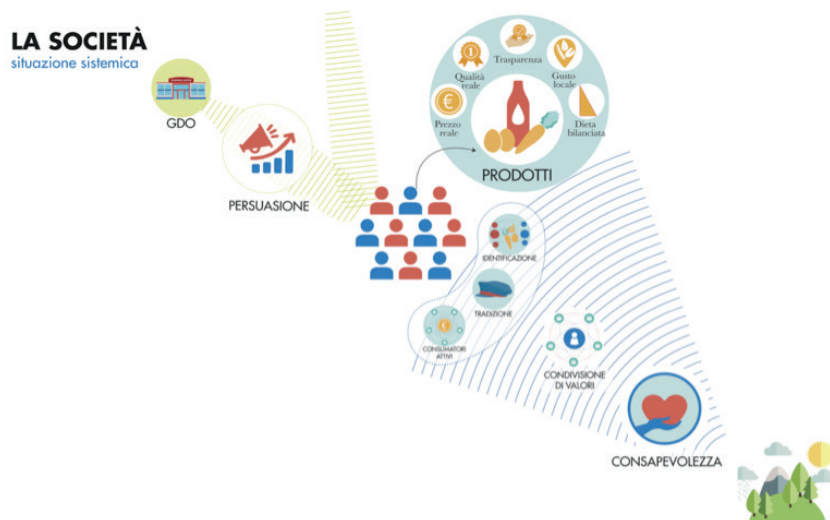 LA SOCIETÀ
situazione sistemica
GDO
PERSUASIONE
Prezzo
reale
Qualità
reale
Trasparenza
Gusto
locale
Dieta
bilanciata
PRODOTTI
IDENTIFICAZIONE
TRADIZIONE
CONSUMATORI
ATTIVI
CONDIVISIONE
DI VALORI
CONSAPEVOLEZZA